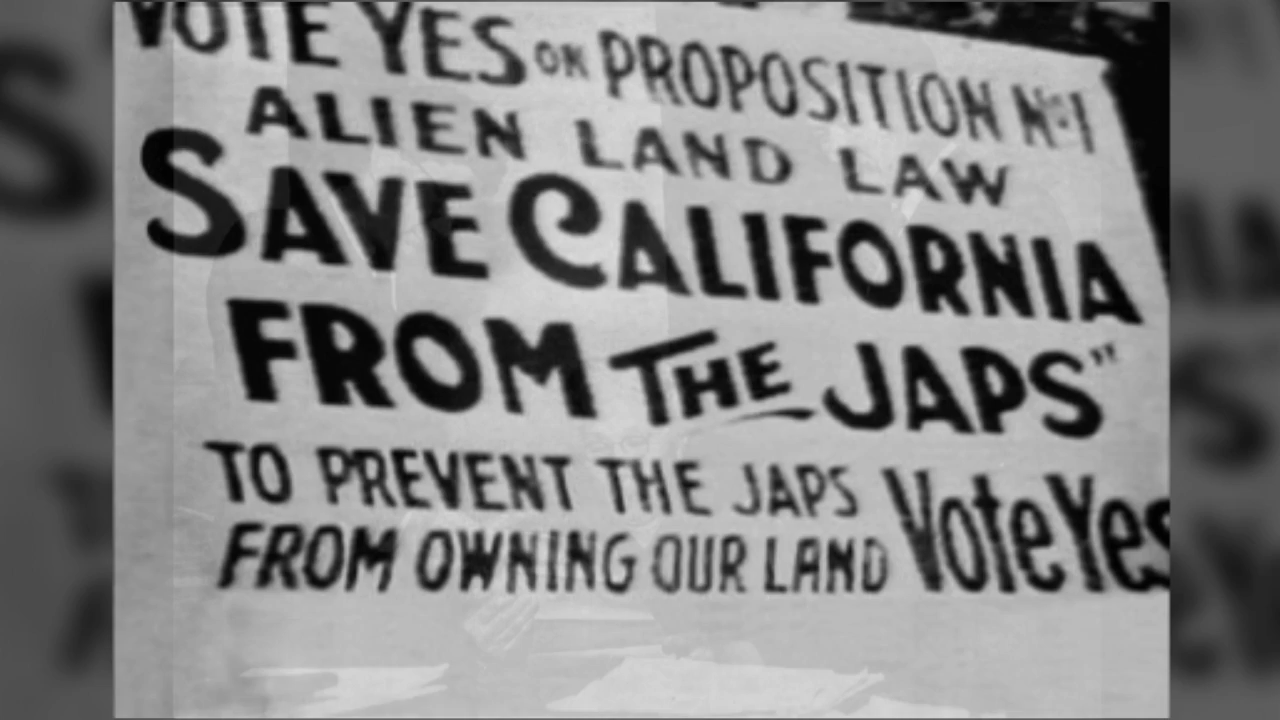 VOTE YES ON PROPOSITION No 1
ALIEN LAND LAW
SAVE CALIFORNIA
FROM THE JAPS"
TO PREVENT THE JAPS
FROM OWNING OUR LAND Vote Yes